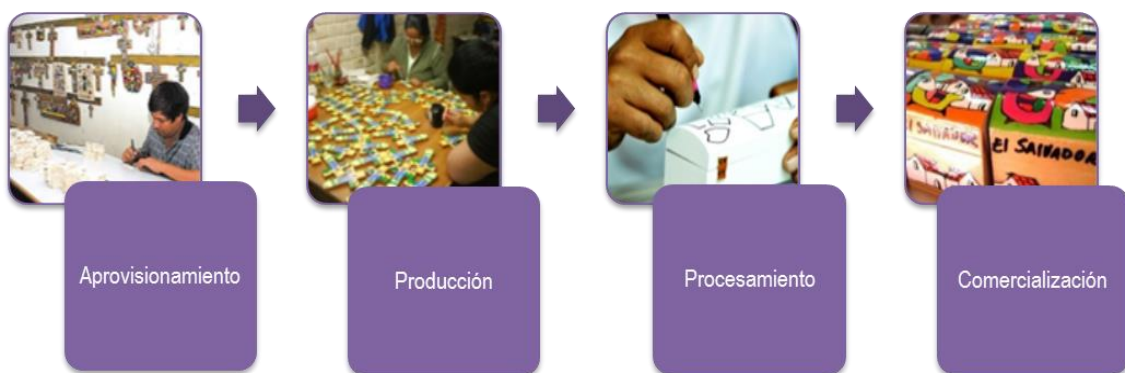 EL SALVADOR
EL SALVADOR
Aprovisionamiento
Producción
Procesamiento
Comercialización